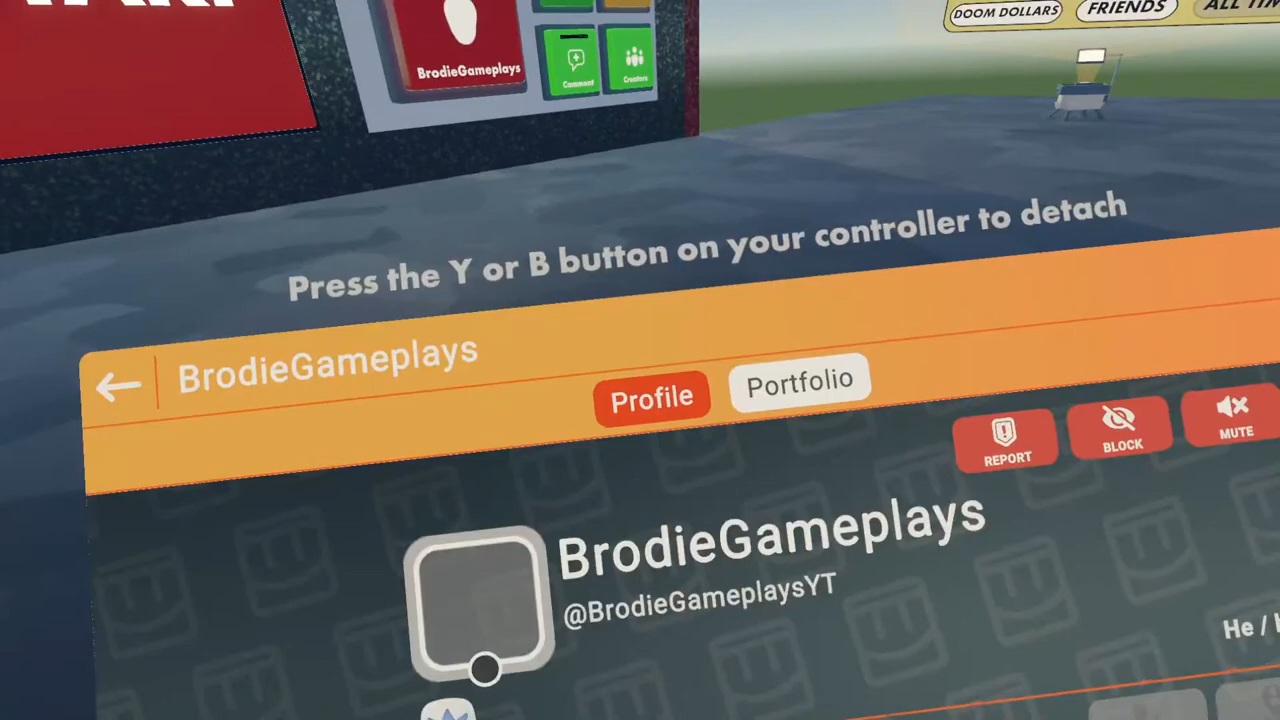 DOOM DOLLARS
FRIENDS
BrodieGameplays
Comment
Creators
Press the Y or B button on your controller to detach
BrodieGameplays
Profile
Portfolio
REPORT
BLOCK
MUTE
BrodieGameplays
@BrodieGameplaysYT
He /